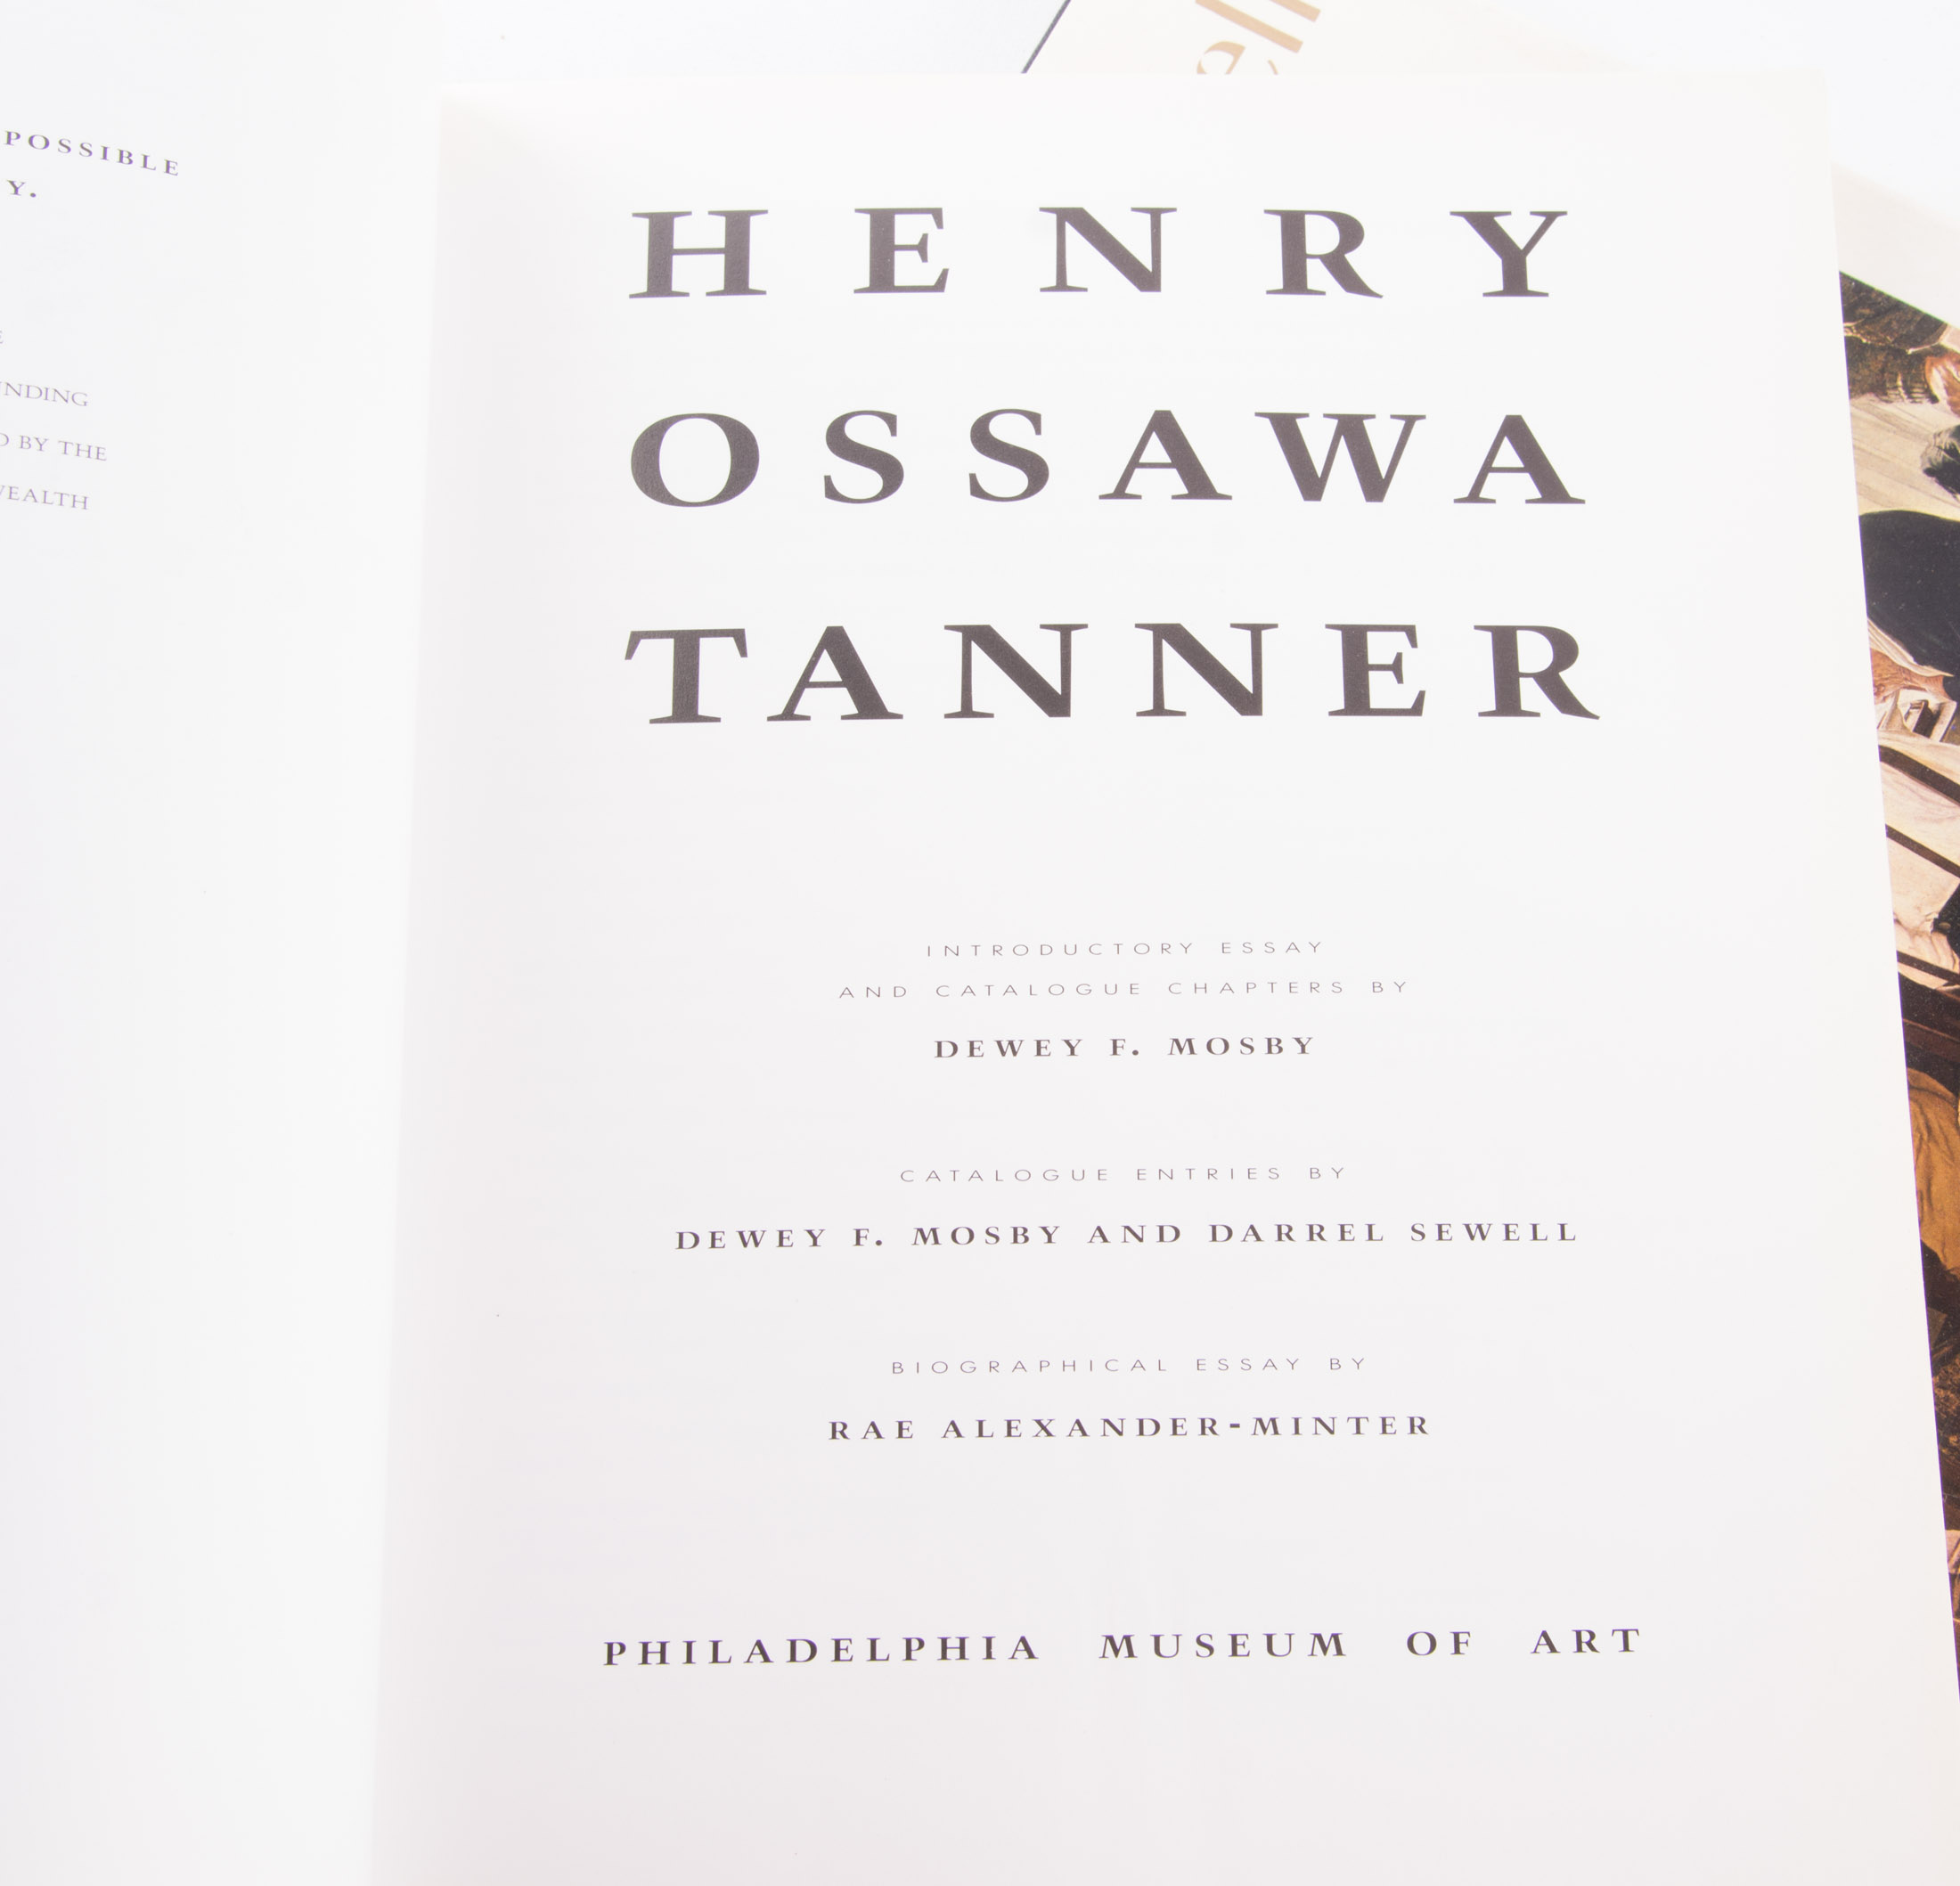 POSSIBLE
Y.
NDING
BY THE
EALTH
HENRY
OSSAWA
TANNER
INTRODUCTORY ESSAY
AND CATALOGUE CHAPTERS BY
DEWEY F. MOSBY
CATALOGUE ENTRIES BY
DEWEY F. MOSBY AND DARREL SEWELL
BIOGRAPHICAL ESSAY BY
RAE ALEXANDER-MINTER
PHILADELPHIA MUSEUM OF ART